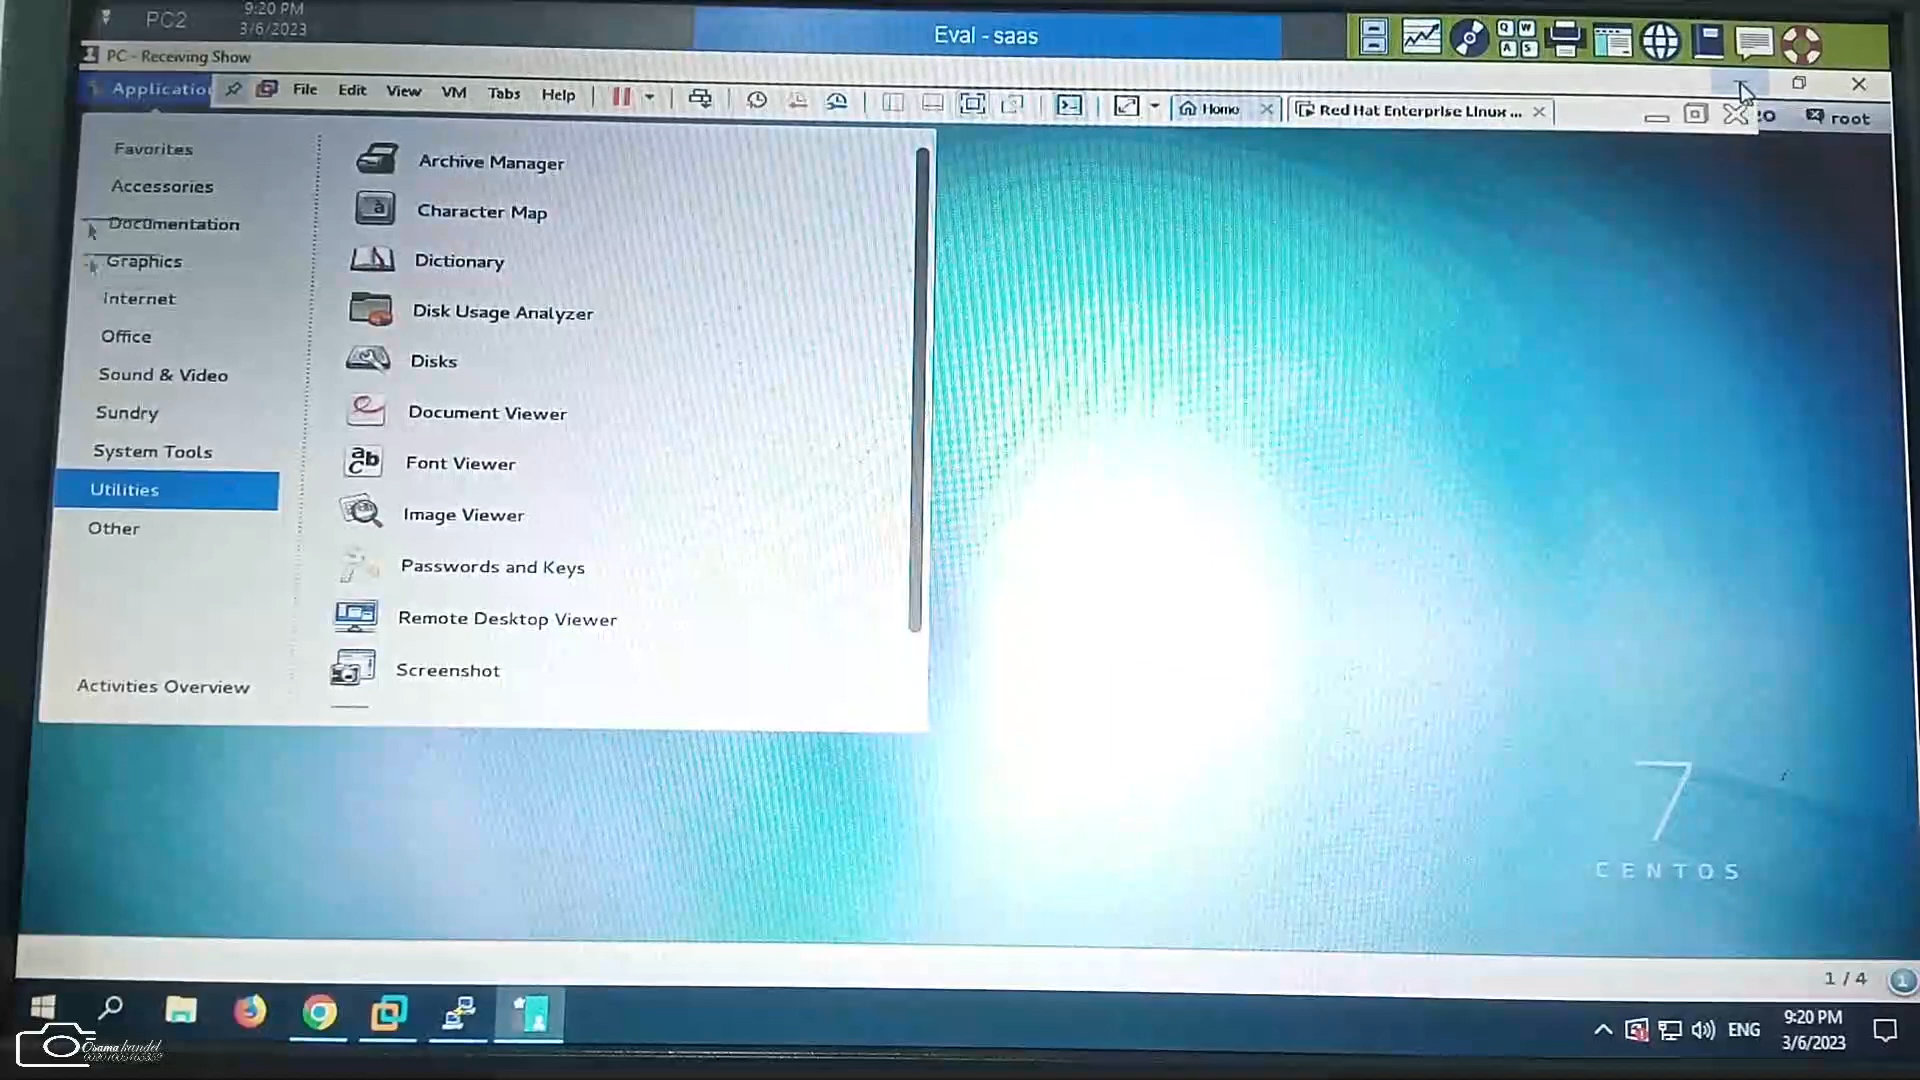 PC2
9:20 PM
3/6/2023
Eval - saas
PC - Receiving Show
File Edit View VM Tabs Help
Home
Red Hat Enterprise Linux ...
root
Favorites
Accessories
Documentation
Graphics
Internet
Office
Sound & Video
Sundry
System Tools
Utilities
Other
Activities Overview
Archive Manager
Character Map
Dictionary
Disk Usage Analyzer
Disks
Document Viewer
Font Viewer
Image Viewer
Passwords and Keys
Remote Desktop Viewer
Screenshot
7
CENTOS
1 / 4
ENG
9:20 PM
3/6/2023
Osama kandel